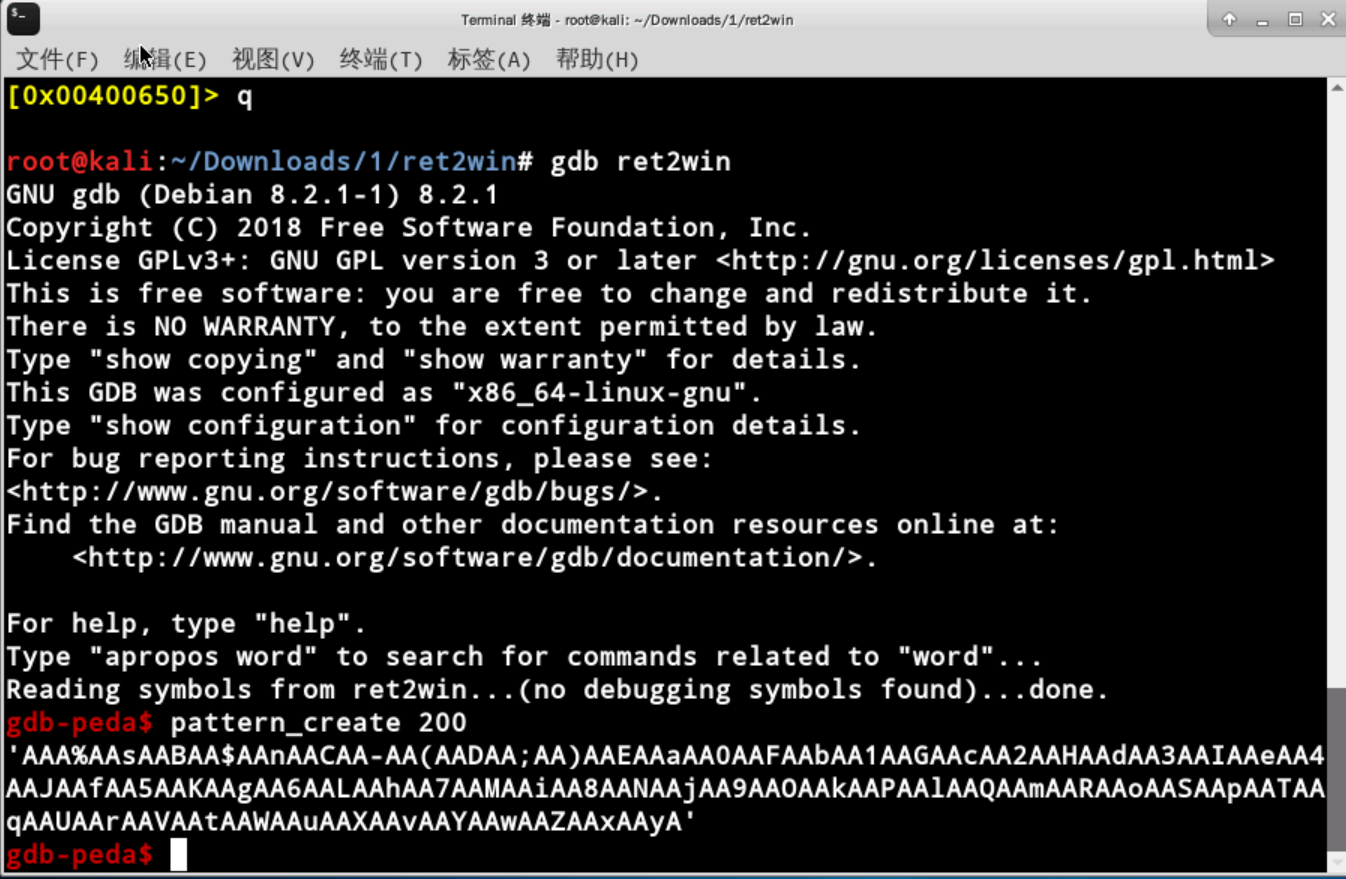 Terminal 终端 - root@kali: ~/Downloads/1/ret2win
文件(F) 编辑(E) 视图(V) 终端(T) 标签(A) 帮助(H)
[0x00400650]> q
root@kali:~/Downloads/1/ret2win# gdb ret2win
GNU gdb (Debian 8.2.1-1) 8.2.1
Copyright (C) 2018 Free Software Foundation, Inc.
License GPLv3+: GNU GPL version 3 or later <http://gnu.org/licenses/gpl.html>
This is free software: you are free to change and redistribute it.
There is NO WARRANTY, to the extent permitted by law.
Type "show copying" and "show warranty" for details.
This GDB was configured as "x86_64-linux-gnu".
Type "show configuration" for configuration details.
For bug reporting instructions, please see:
<http://www.gnu.org/software/gdb/bugs/>.
Find the GDB manual and other documentation resources online at:
    <http://www.gnu.org/software/gdb/documentation/>.
For help, type "help".
Type "apropos word" to search for commands related to "word"...
Reading symbols from ret2win...(no debugging symbols found)...done.
gdb-peda$ pattern_create 200
'AAA%AAsAABAA$AAnAACAA-AA(AADAA;AA)AAEAAaAA0AAFAAbAA1AAGAAcAA2AAHAAdAA3AAIAAeAA4
AAJAAfAA5AAKAAgAA6AALAAhAA7AAMAAiAA8AANAAjAA9AAOAAkAAPAAlAAQAAmAARAAoAASAApAATAA
qAAUAArAAVAAtAAWAAuAAXAAvAAYAAwAAZAAxAAyA'
gdb-peda$